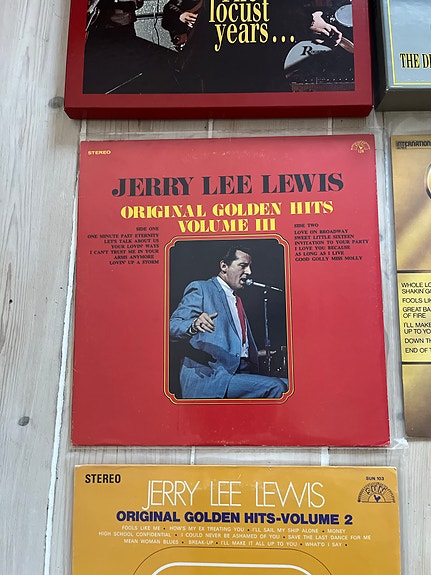 The
locust
years...
THE D
STEREO
JERRY LEE LEWIS
ORIGINAL GOLDEN HITS
VOLUME III
SIDE ONE
ONE MINUTE PAST ETERNITY
LET'S TALK ABOUT US
YOUR LOVIN' WAYS
I CAN'T TRUST ME IN YOUR
ARMS ANYMORE
LOVIN' UP A STORM
SIDE TWO
LOVE ON BROADWAY
SWEET LITTLE SIXTEEN
INVITATION TO YOUR PARTY
I LOVE YOU BECAUSE
AS LONG AS I LIVE
GOOD GOLLY MISS MOLLY
WHOLE LO
SHAKIN' G
FOOLS LIK
GREAT BA
OF FIRE
I'LL MAKE
UP TO YO
DOWN TH
END OF T
STEREO
SUN 103
JERRY LEE LEWIS
ORIGINAL GOLDEN HITS-VOLUME 2
FOOLS LIKE ME • HOW'S MY EX TREATING YOU • I'LL SAIL MY SHIP ALONE • MONEY
HIGH SCHOOL CONFIDENTIAL • I COULD NEVER BE ASHAMED OF YOU • SAVE THE LAST DANCE FOR ME
MEAN WOMAN BLUES • BREAK-UP • I'LL MAKE IT ALL UP TO YOU • WHAT'D I SAY •